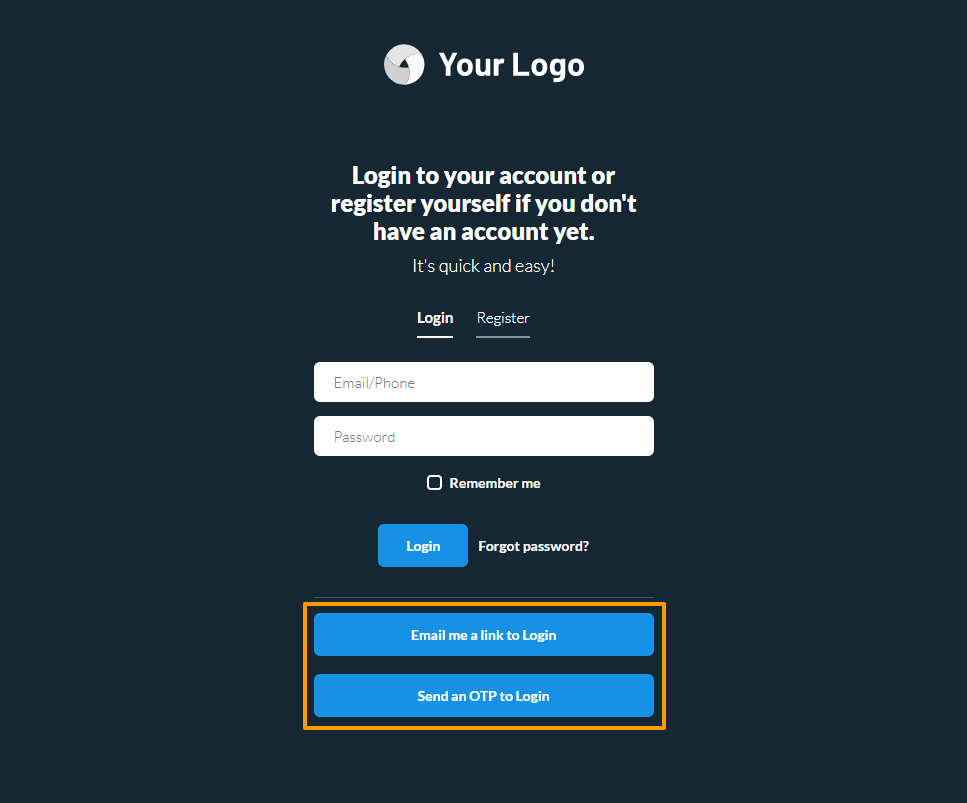 Your Logo
Login to your account or
register yourself if you don't
have an account yet.
It's quick and easy!
Login Register
Email/Phone
Password
Remember me
Login Forgot password?
Email me a link to Login
Send an OTP to Login